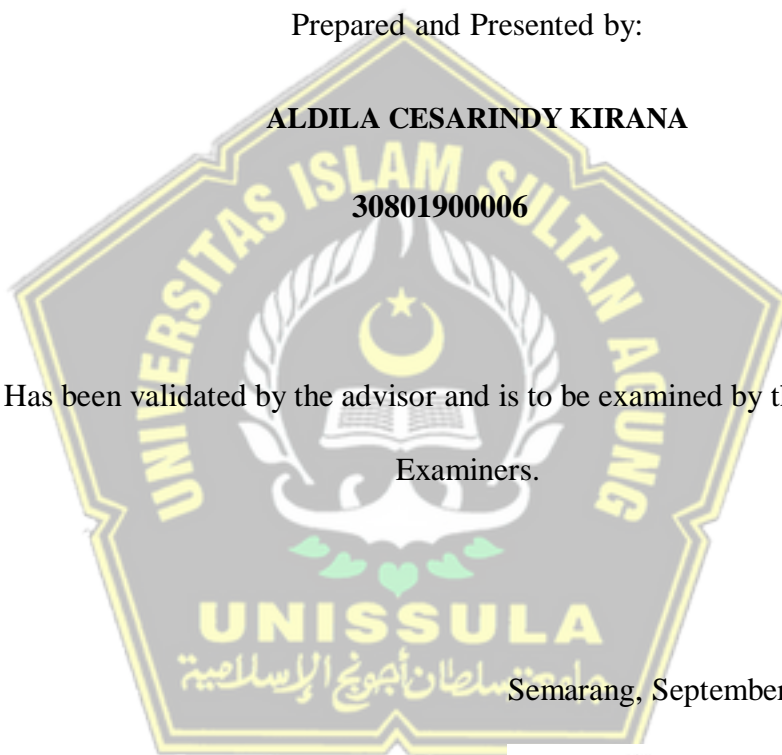 Prepared and Presented by:
ALDILA CESARINDY KIRANA
30801900006
UNIVERSITAS ISLAM SULTAN AGUNG
Has been validated by the advisor and is to be examined by
Examiners.
UNISSULA
جامعة سلطان أجونج الإسلامية
Semarang, September